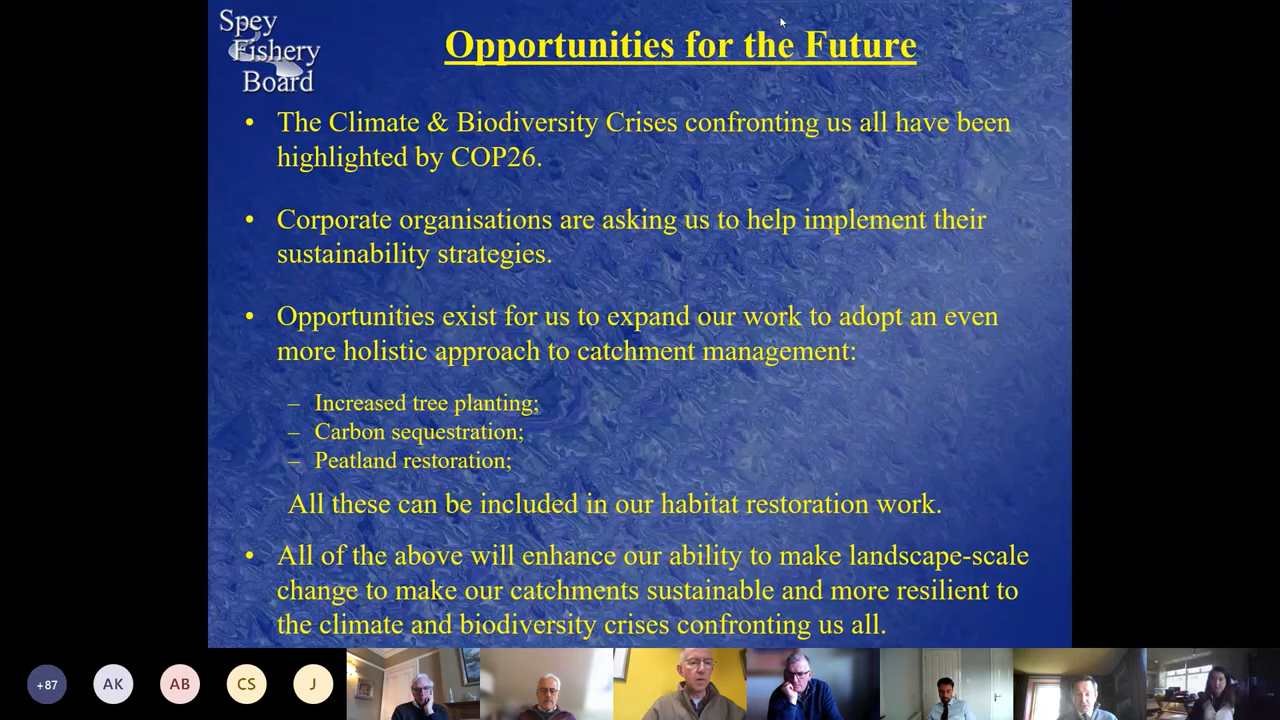 Spey
Fishery
Board
Opportunities for the Future
• The Climate & Biodiversity Crises confronting us all have been
highlighted by COP26.
• Corporate organisations are asking us to help implement their
sustainability strategies.
• Opportunities exist for us to expand our work to adopt an even
more holistic approach to catchment management:
– Increased tree planting;
– Carbon sequestration;
– Peatland restoration;
All these can be included in our habitat restoration work.
• All of the above will enhance our ability to make landscape-scale
change to make our catchments sustainable and more resilient to
the climate and biodiversity crises confronting us all.
+87 AK AB CS J